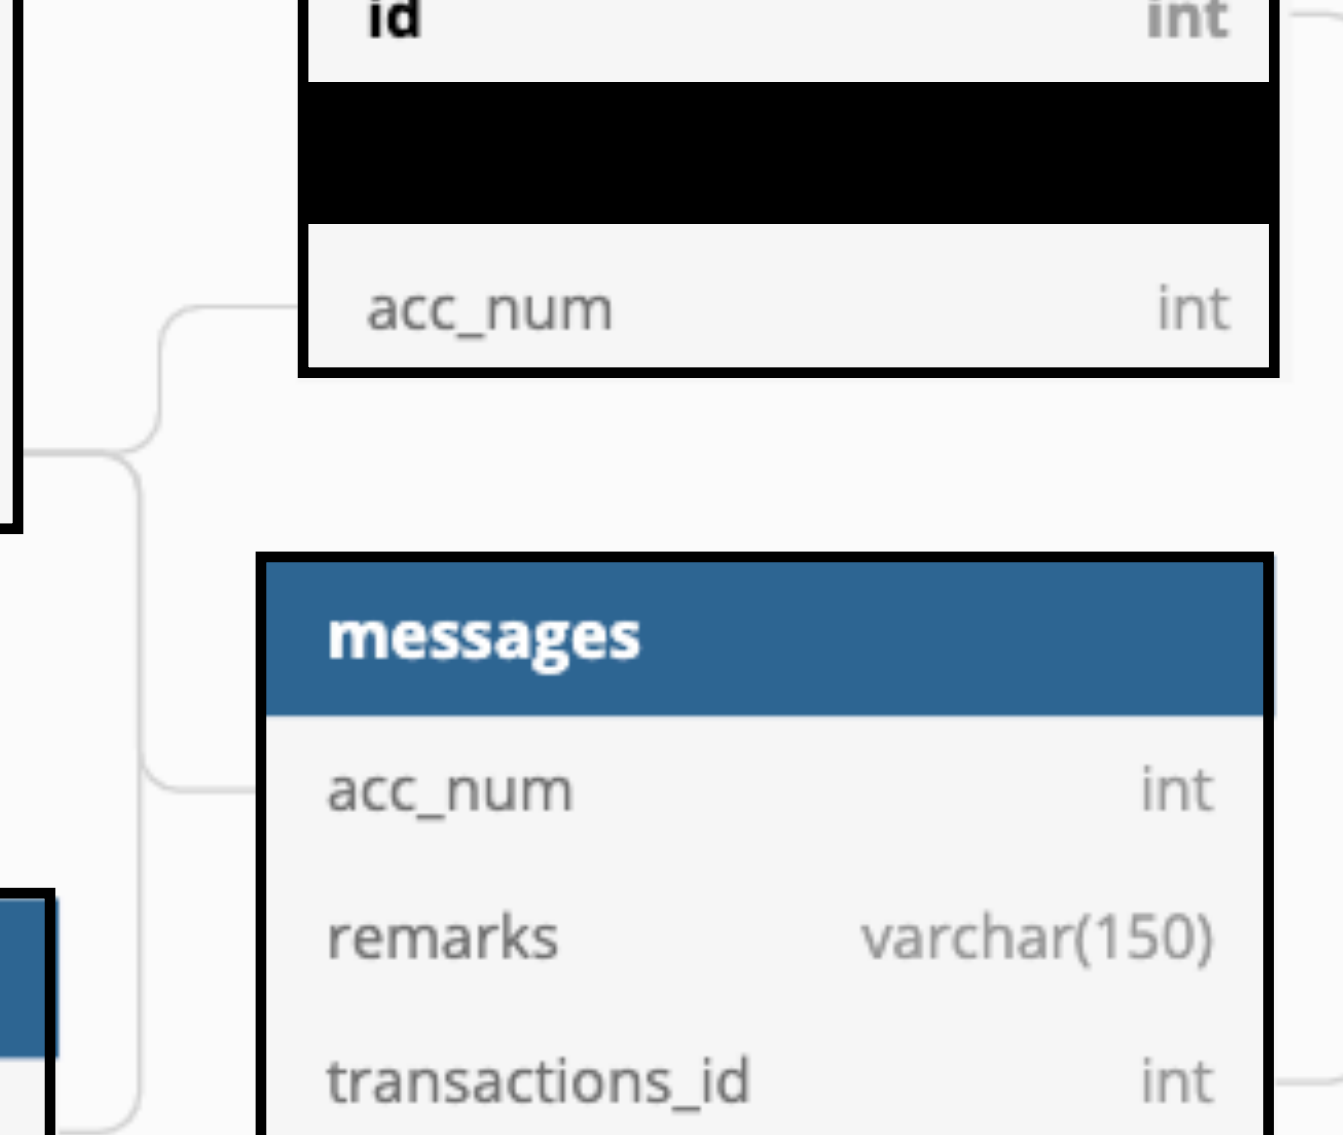 id int
acc_num int
messages
acc_num int
remarks varchar(150)
transactions_id int